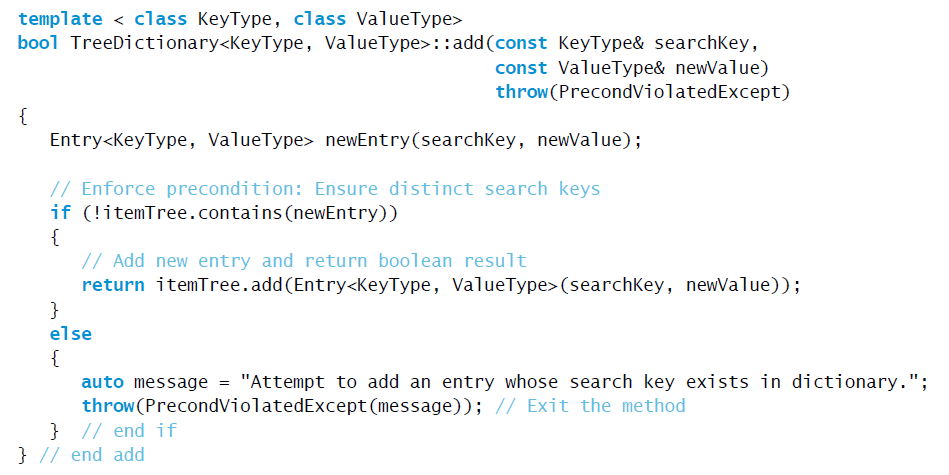 template < class KeyType, class ValueType>
bool TreeDictionary<KeyType, ValueType>::add(const KeyType& searchKey,
                                             const ValueType& newValue)
                                             throw(PrecondViolatedExcept)
{
   Entry<KeyType, ValueType> newEntry(searchKey, newValue);

   // Enforce precondition: Ensure distinct search keys
   if (!itemTree.contains(newEntry))
   {
      // Add new entry and return boolean result
      return itemTree.add(Entry<KeyType, ValueType>(searchKey, newValue));
   }
   else
   {
      auto message = "Attempt to add an entry whose search key exists in dictionary.";
      throw(PrecondViolatedExcept(message)); // Exit the method
   }  // end if
} // end add